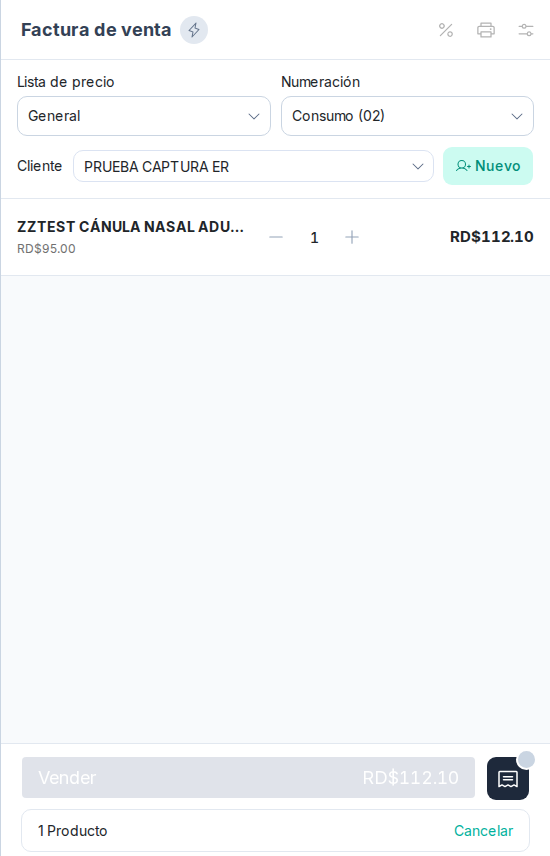 Factura de venta
Lista de precio
Numeración
General
Consumo (02)
Cliente
PRUEBA CAPTURA ER
Nuevo
ZZTEST CÁNULA NASAL ADU...
RD$95.00
1
RD$112.10
Vender
RD$112.10
1 Producto
Cancelar